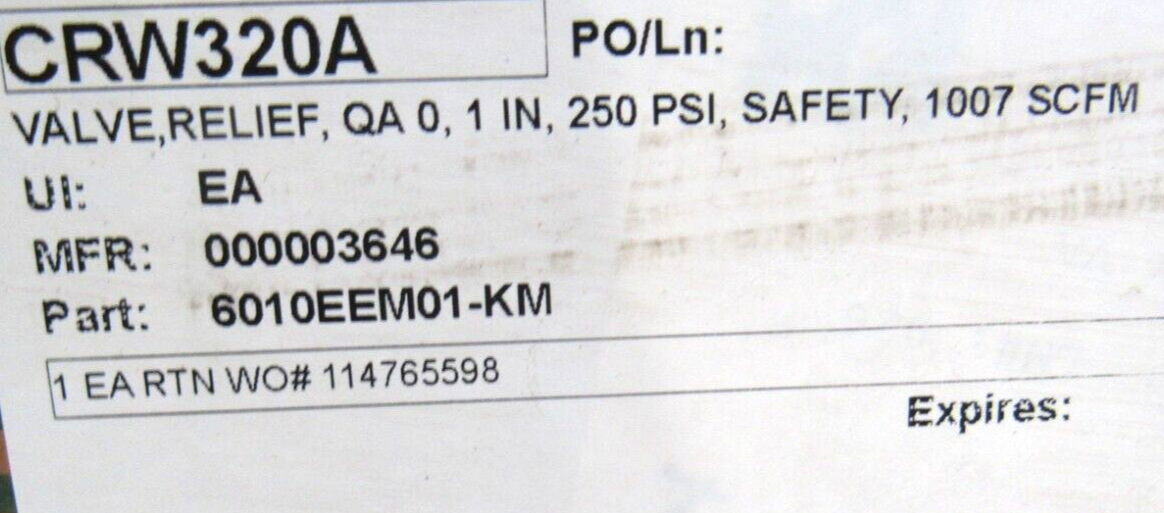 CRW320A PO/Ln:
VALVE,RELIEF, QA 0, 1 IN, 250 PSI, SAFETY, 1007 SCFM
UI: EA
MFR: 000003646
Part: 6010EEM01-KM
1 EA RTN WO# 114765598
Expires: